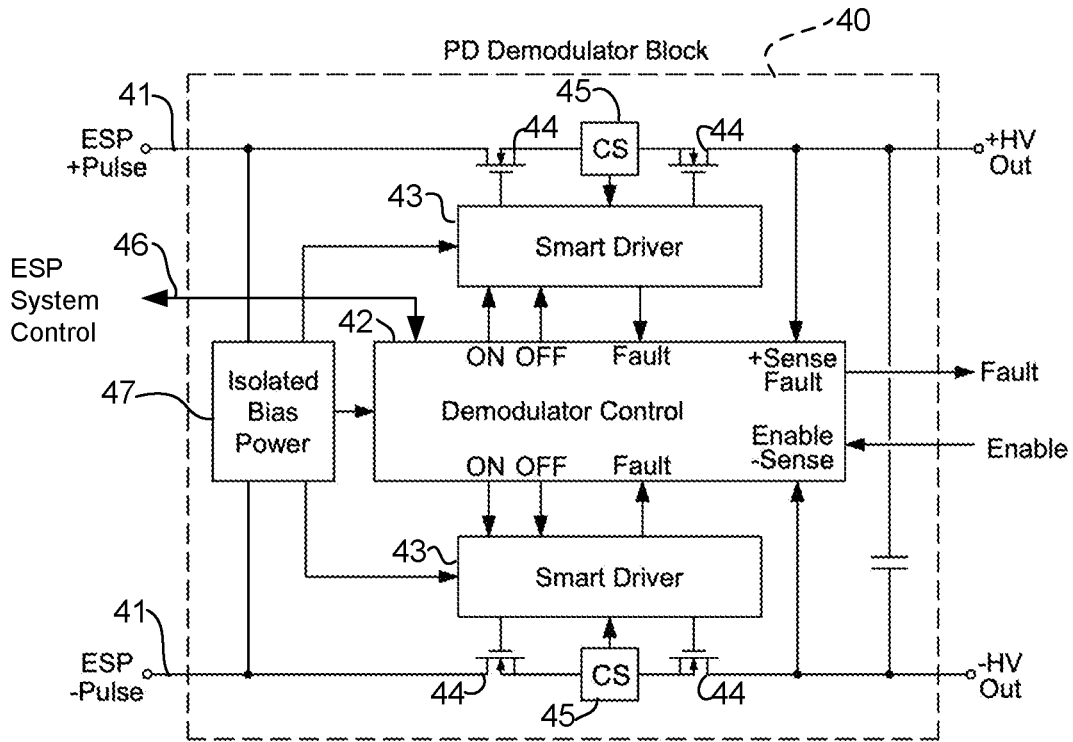 40
PD Demodulator Block
41
ESP
+Pulse
44
45
CS
44
+HV
Out
43
Smart Driver
46
ESP
System
Control
42
ON OFF Fault
+Sense
Fault
Fault
47
Isolated
Bias
Power
Demodulator Control
Enable
-Sense
Enable
ON OFF Fault
43
Smart Driver
41
ESP
-Pulse
44
CS
45
44
-HV
Out